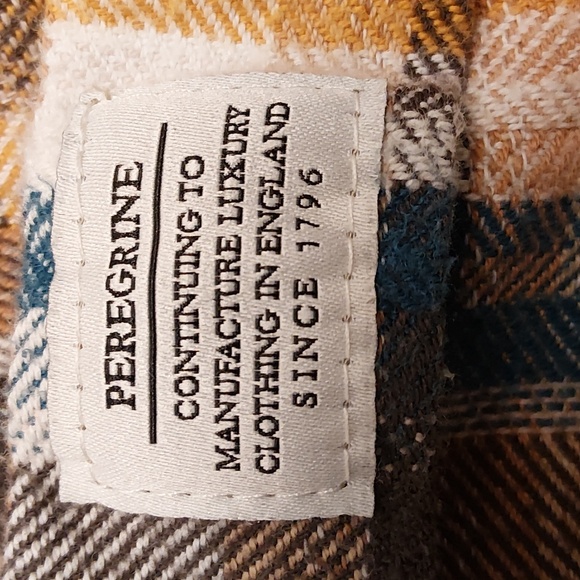 PEREGRINE
CONTINUING TO
MANUFACTURE LUXURY
CLOTHING IN ENGLAND
SINCE 1796